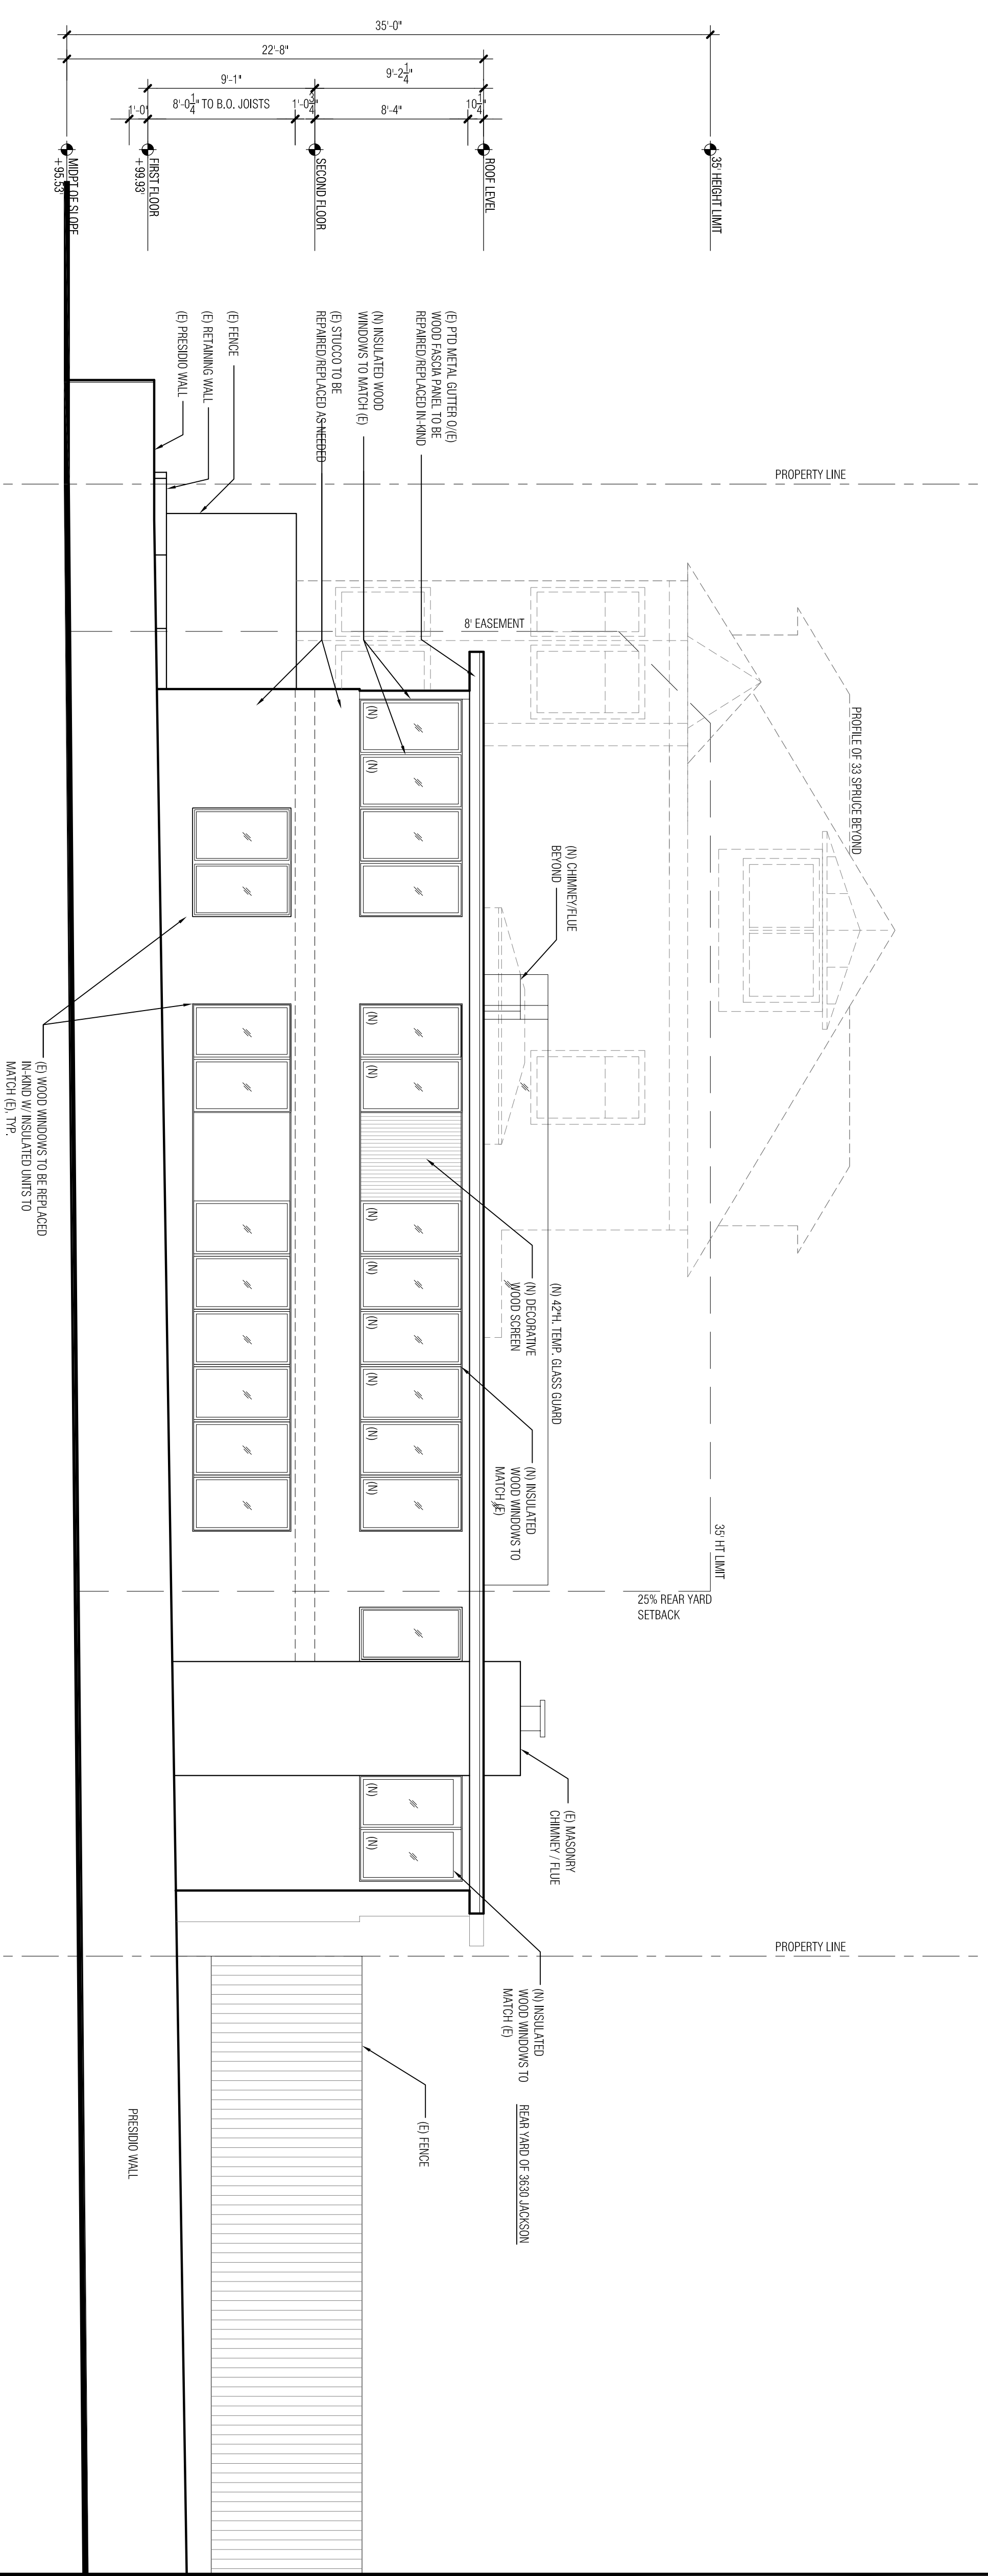 35'-0"
22'-8"
9'-1"
9'-2 1/4"
1'-0"
8'-0 1/4" TO B.O. JOISTS
1'-0 3/4"
8'-4"
10 1/4"
MIDPT OF SLOPE
+ 95.53'
FIRST FLOOR
+ 99.93'
SECOND FLOOR
ROOF LEVEL
35' HEIGHT LIMIT
(E) PTD METAL GUTTER O/(E)
WOOD FASCIA PANEL TO BE
REPAIRED/REPLACED IN-KIND
(N) INSULATED WOOD
WINDOWS TO MATCH (E)
(E) STUCCO TO BE
REPAIRED/REPLACED AS NEEDED
(E) FENCE
(E) RETAINING WALL
(E) PRESIDIO WALL
PROPERTY LINE
8' EASEMENT
PROFILE OF 33 SPRUCE BEYOND
(N) CHIMNEY/FLUE
BEYOND
(N)
(N)
(N)
(N)
(N)
(N)
(N)
(N)
(N)
(N)
(E) WOOD WINDOWS TO BE REPLACED
IN-KIND W/ INSULATED UNITS TO
MATCH (E), TYP.
(N) 42"H. TEMP. GLASS GUARD
(N) DECORATIVE
WOOD SCREEN
(N) INSULATED
WOOD WINDOWS TO
MATCH (E)
35' HT LIMIT
25% REAR YARD
SETBACK
(E) MASONRY
CHIMNEY / FLUE
(N)
(N)
PROPERTY LINE
(N) INSULATED
WOOD WINDOWS TO
MATCH (E)
REAR YARD OF 3630 JACKSON
(E) FENCE
PRESIDIO WALL